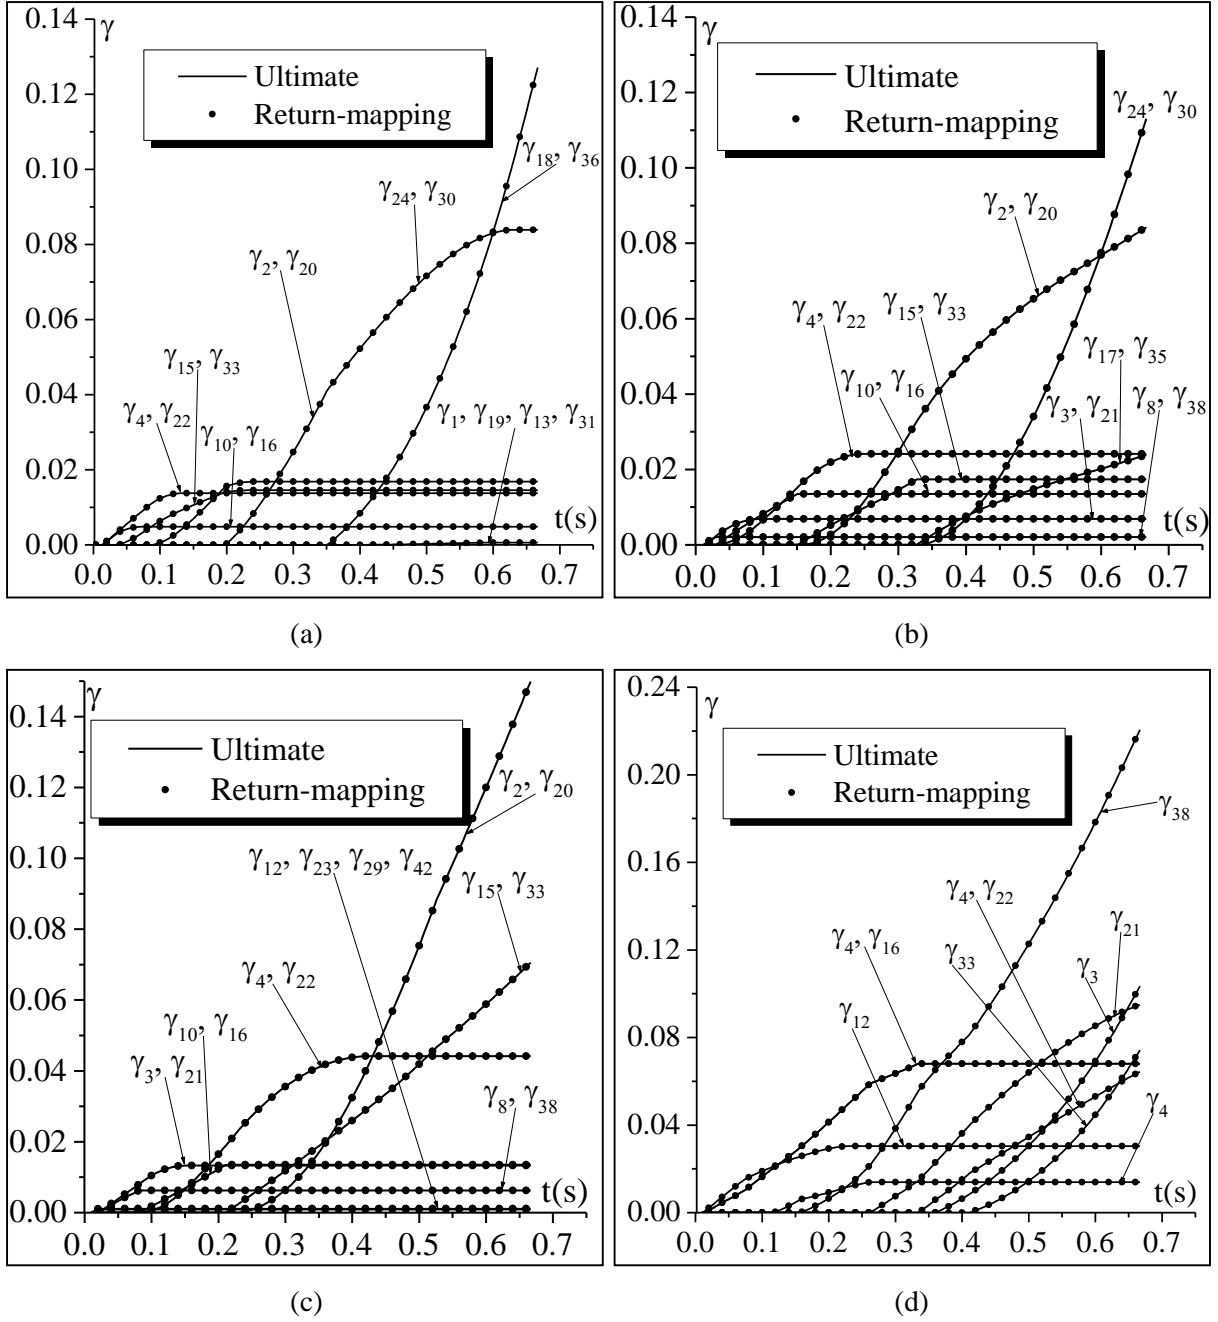 γ
0.14
0.12
0.10
0.08
0.06
0.04
0.02
0.00
Ultimate
Return-mapping
γ18, γ36
γ24, γ30
γ2, γ20
γ15, γ33
γ4, γ22
γ10, γ16
γ1, γ19, γ13, γ31
t(s)
0.0 0.1 0.2 0.3 0.4 0.5 0.6 0.7
(a)
γ
0.14
0.12
0.10
0.08
0.06
0.04
0.02
0.00
Ultimate
Return-mapping
γ24, γ30
γ2, γ20
γ4, γ22
γ15, γ33
γ17, γ35
γ10, γ16
γ3, γ21
γ8, γ38
t(s)
0.0 0.1 0.2 0.3 0.4 0.5 0.6 0.7
(b)
γ
0.14
0.12
0.10
0.08
0.06
0.04
0.02
0.00
Ultimate
Return-mapping
γ2, γ20
γ12, γ23, γ29, γ42
γ15, γ33
γ4, γ22
γ10, γ16
γ3, γ21
γ8, γ38
t(s)
0.0 0.1 0.2 0.3 0.4 0.5 0.6 0.7
(c)
γ
0.24
0.20
0.16
0.12
0.08
0.04
0.00
Ultimate
Return-mapping
γ38
γ4, γ22
γ21
γ4, γ16
γ33
γ3
γ12
γ4
t(s)
0.0 0.1 0.2 0.3 0.4 0.5 0.6 0.7
(d)